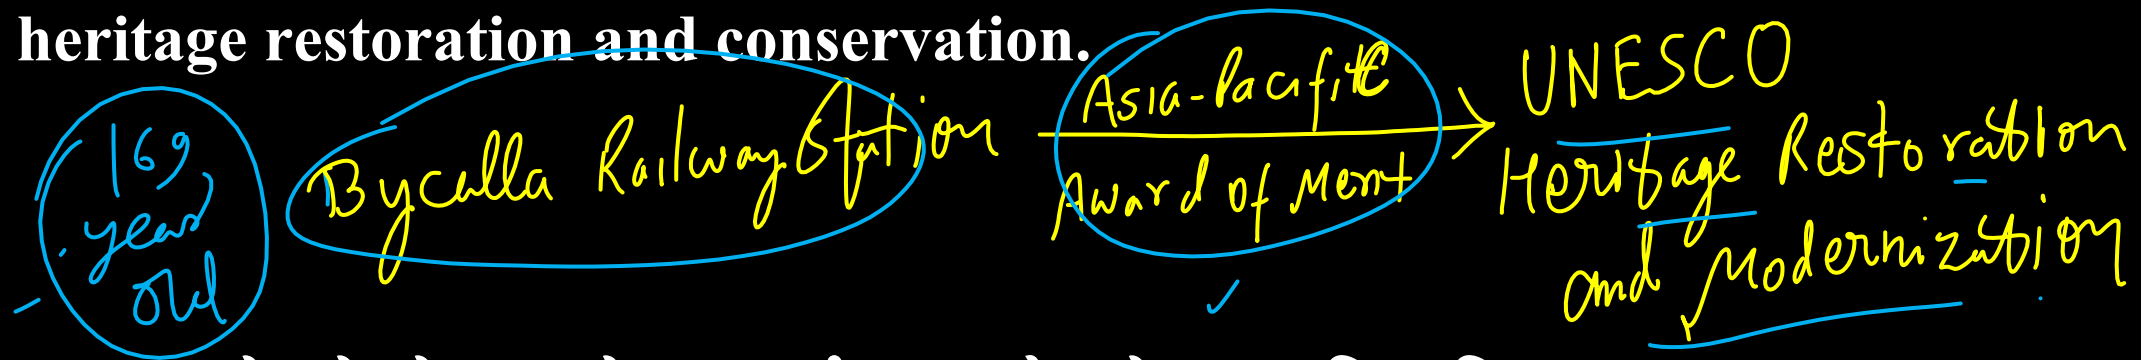 heritage restoration and conservation.
169
years
old
Bycalla Railway Station
Asia-Pacific
Award of Merit
UNESCO
Heritage Restoration
and Modernization